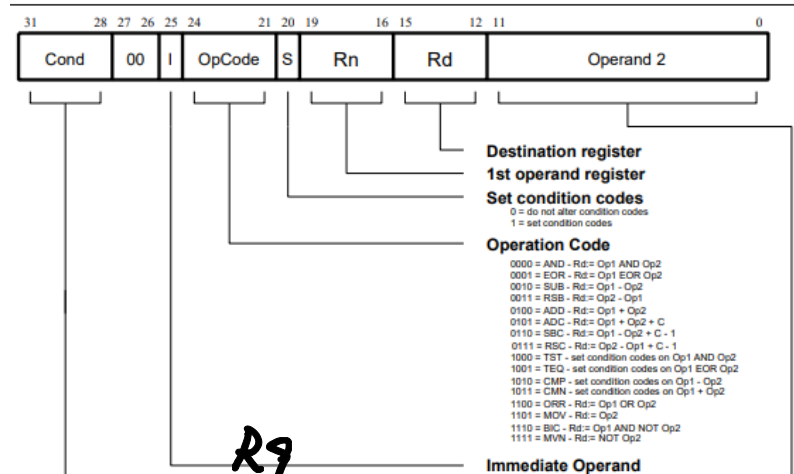 31 28 27 26 25 24 21 20 19 16 15 12 11 0
Cond 00 I OpCode S Rn Rd Operand 2
Destination register
1st operand register
Set condition codes
0 = do not alter condition codes
1 = set condition codes
Operation Code
0000 = AND - Rd:= Op1 AND Op2
0001 = EOR - Rd:= Op1 EOR Op2
0010 = SUB - Rd:= Op1 - Op2
0011 = RSB - Rd:= Op2 - Op1
0100 = ADD - Rd:= Op1 + Op2
0101 = ADC - Rd:= Op1 + Op2 + C
0110 = SBC - Rd:= Op1 - Op2 + C - 1
0111 = RSC - Rd:= Op2 - Op1 + C - 1
1000 = TST - set condition codes on Op1 AND Op2
1001 = TEQ - set condition codes on Op1 EOR Op2
1010 = CMP - set condition codes on Op1 - Op2
1011 = CMN - set condition codes on Op1 + Op2
1100 = ORR - Rd:= Op1 OR Op2
1101 = MOV - Rd:= Op2
1110 = BIC - Rd:= Op1 AND NOT Op2
1111 = MVN - Rd:= NOT Op2
R9
Immediate Operand